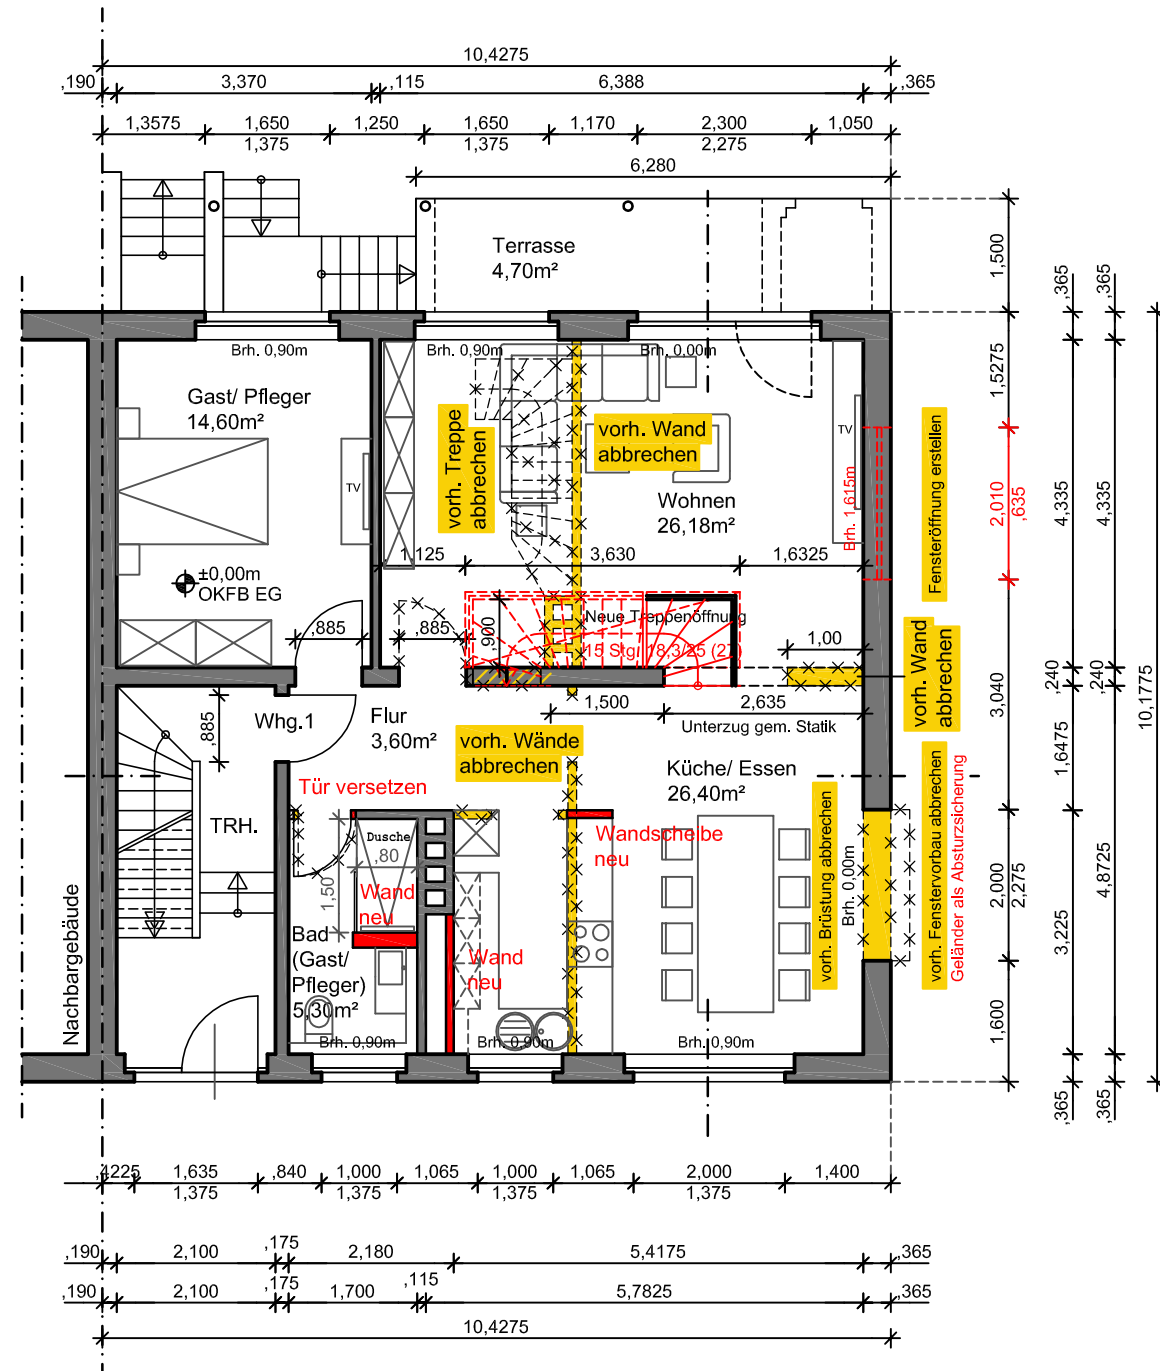 10,4275
,190
3,370
,115
6,388
,365
1,3575
1,650
1,250
1,650
1,170
2,300
1,050
1,375
1,375
2,275
6,280
Terrasse
4,70m²
Brh. 0,90m
Brh. 0,90m
Brh. 0,00m
Gast/ Pfleger
14,60m²
TV
±0,00m
OKFB EG
vorh. Treppe
abbrechen
vorh. Wand
abbrechen
Wohnen
26,18m²
TV
Brh. 1,615m
Fensteröffnung erstellen
1,125
3,630
1,6325
,885
,885
,900
Neue Treppenöffnung
15 Stg. 18,3/25 (27)
1,00
vorh. Wand
abbrechen
1,500
2,635
Unterzug gem. Statik
,885
Whg.1
Flur
3,60m²
vorh. Wände
abbrechen
Küche/ Essen
26,40m²
Tür versetzen
TRH.
Dusche
,80
1,50
Wand
neu
Wandscheibe
neu
Wand
neu
Bad
(Gast/
Pfleger)
5,30m²
vorh. Brüstung abbrechen
Brh. 0,00m
vorh. Fenstervorbau abbrechen
Geländer als Absturzsicherung
Nachbargebäude
Brh. 0,90m
Brh. 0,90m
Brh. 0,90m
1,500
1,5275
2,010
,635
3,040
2,000
2,275
1,600
,365
4,335
,240
1,6475
3,225
,365
,365
4,335
,240
4,8725
,365
10,1775
,4225
1,635
,840
1,000
1,065
1,000
1,065
2,000
1,400
1,375
1,375
1,375
1,375
,190
2,100
,175
2,180
5,4175
,365
,190
2,100
,175
1,700
,115
5,7825
,365
10,4275